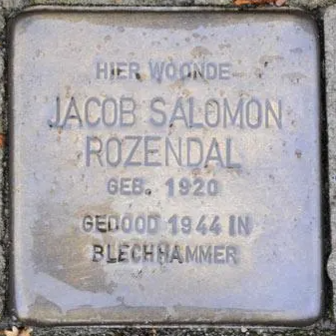 HIER WOONDE
JACOB SALOMON
ROZENDAL
GEB. 1920
GEDOOD 1944 IN
BLECHHAMMER